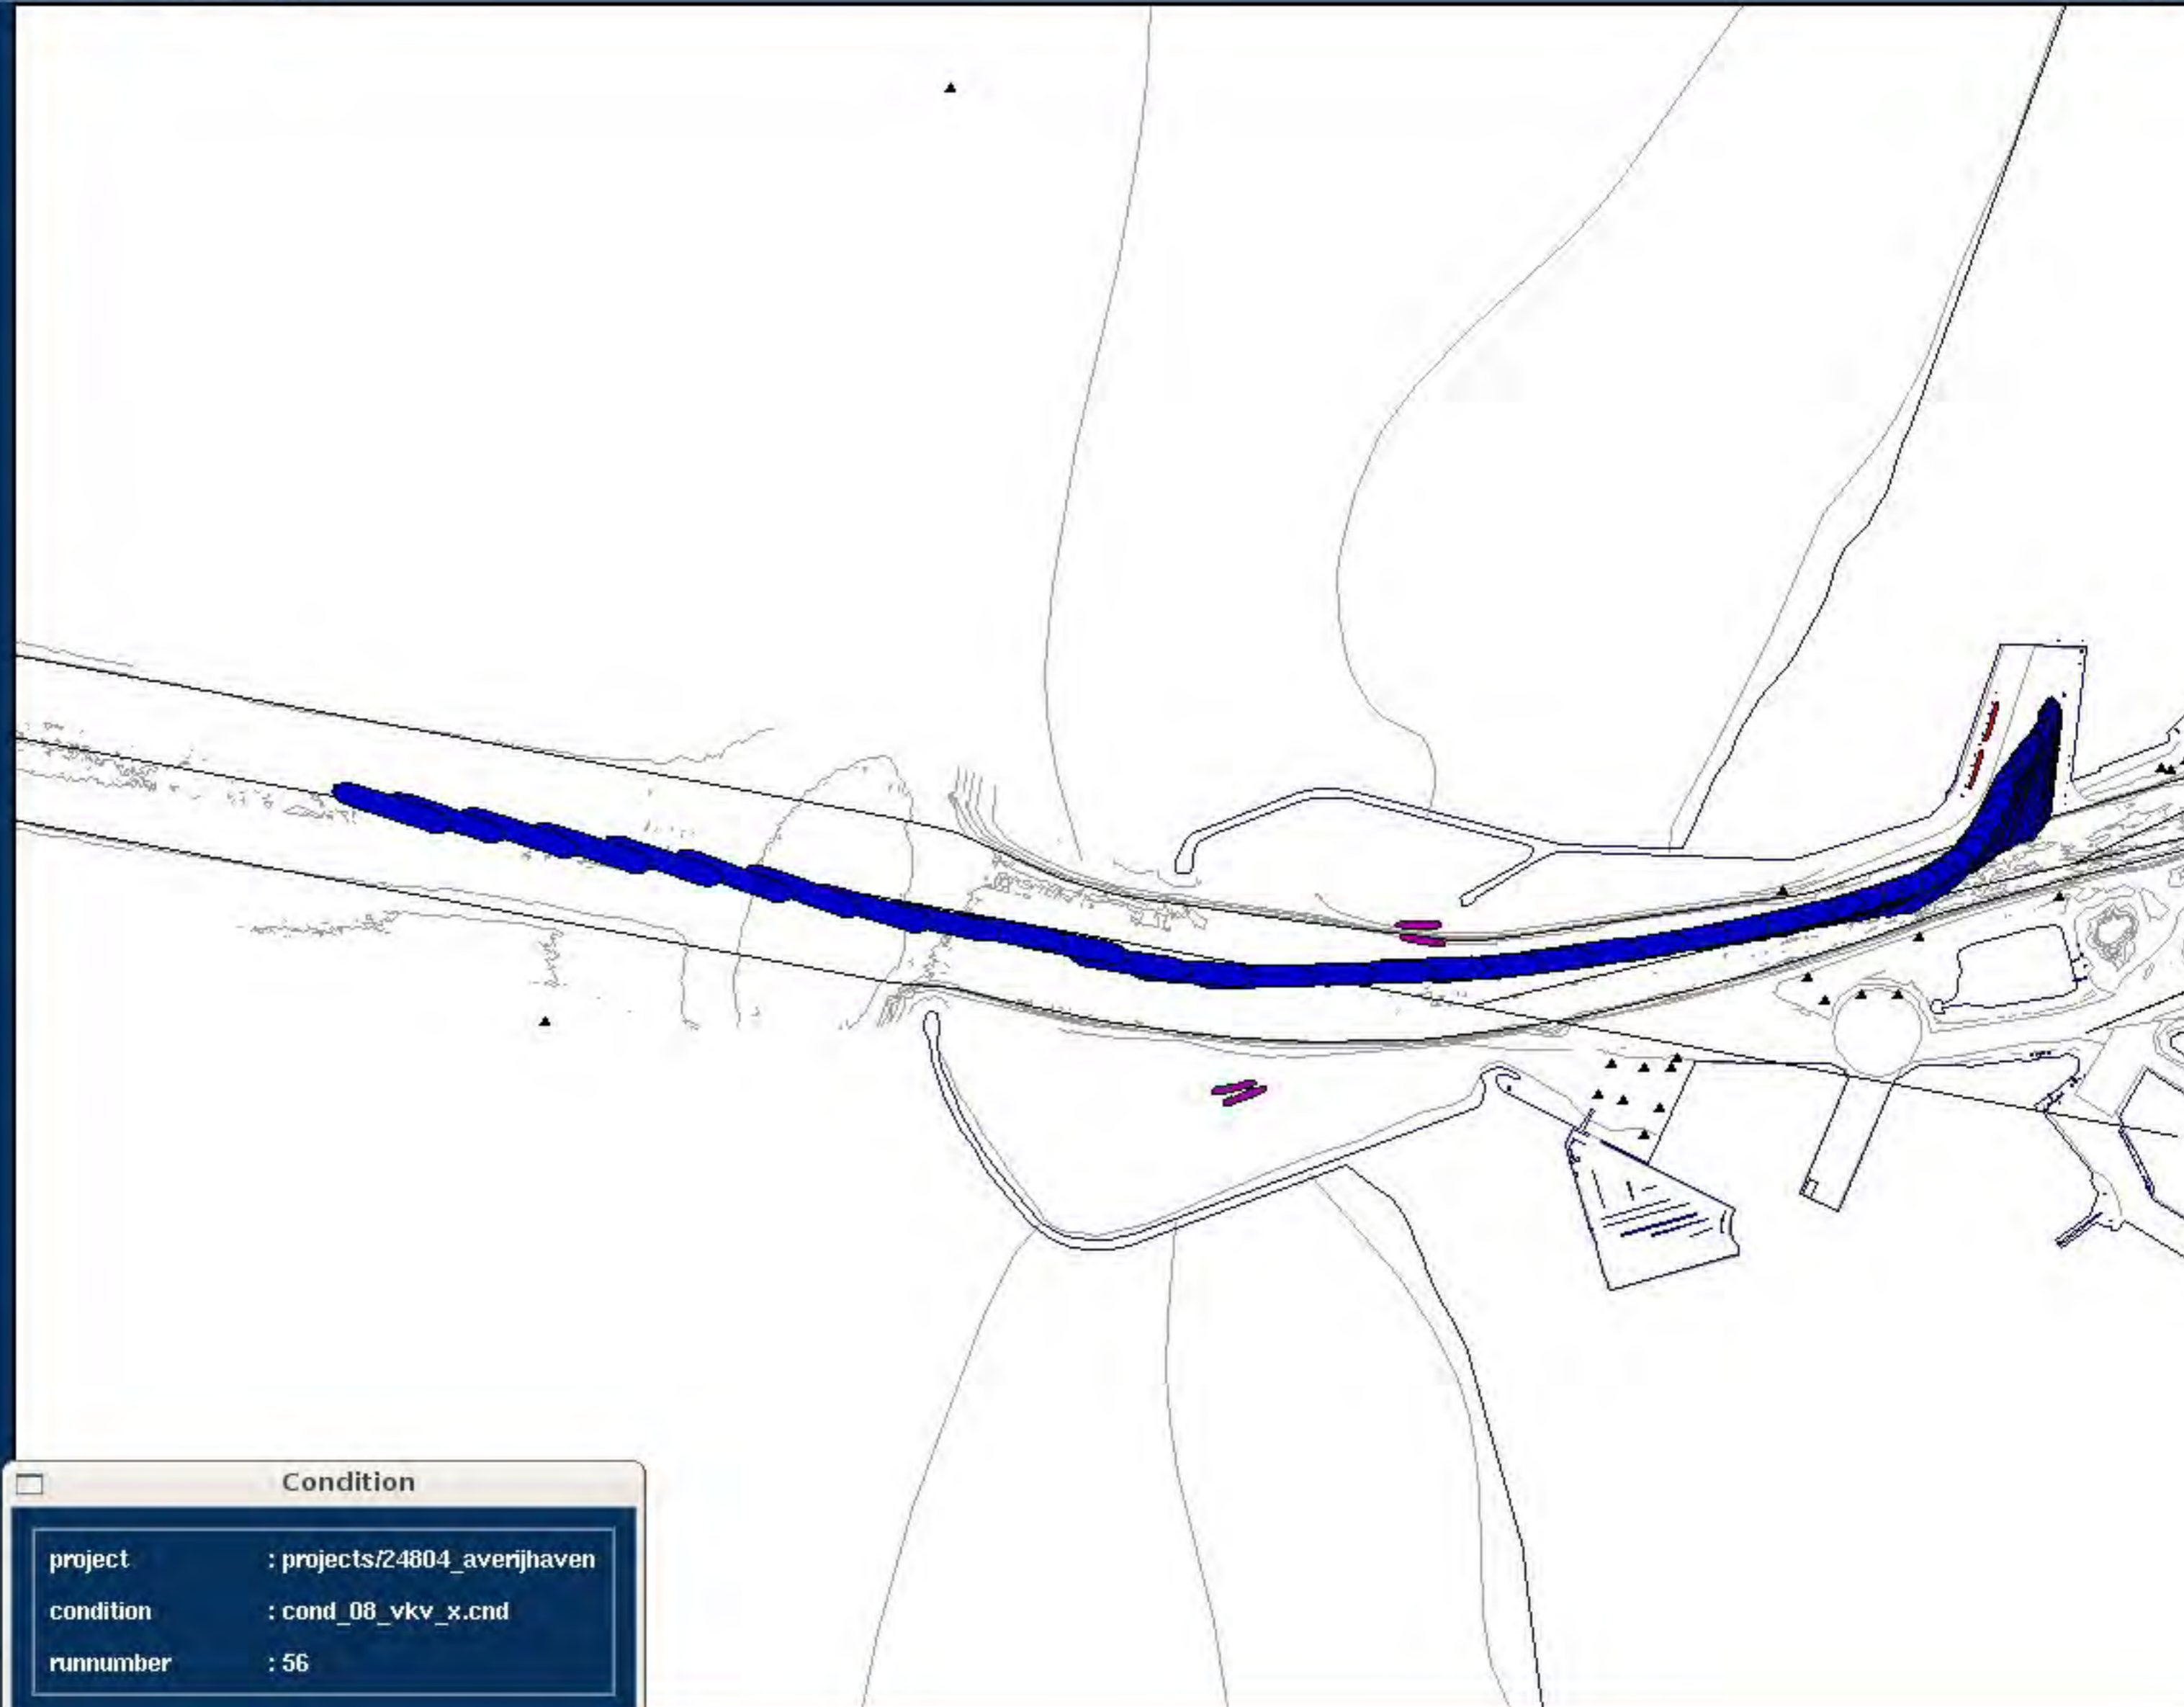 Condition
project : projects/24804_averijhaven
condition : cond_08_vkv_x.cnd
runnumber : 56